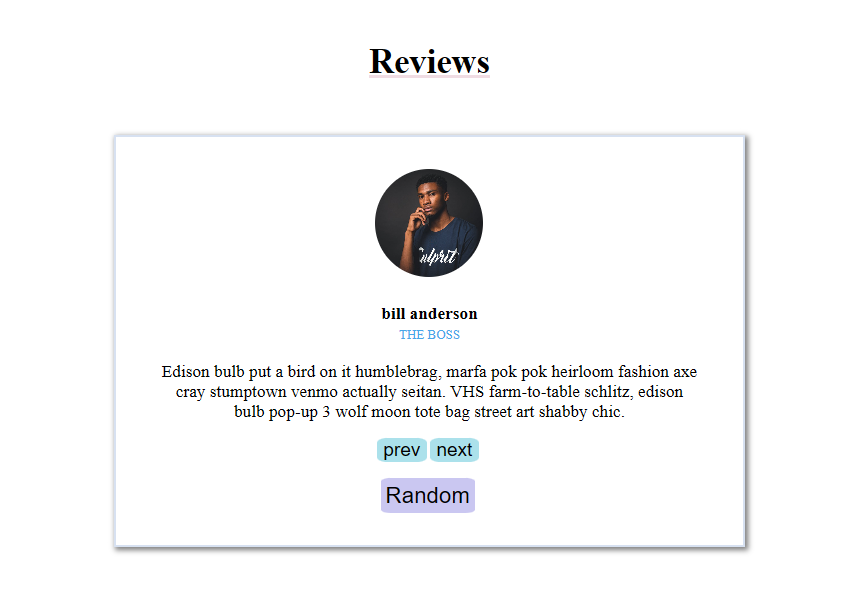 Reviews
bill anderson
THE BOSS
Edison bulb put a bird on it humblebrag, marfa pok pok heirloom fashion axe
cray stumptown venmo actually seitan. VHS farm-to-table schlitz, edison
bulb pop-up 3 wolf moon tote bag street art shabby chic.
prev next
Random